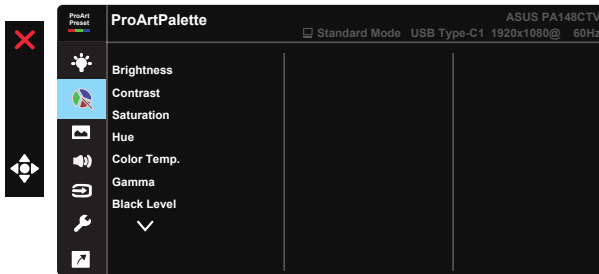 ProArt
Preset
ProArtPalette
ASUS PA148CTV
Standard Mode USB Type-C1 1920x1080@ 60Hz
Brightness
Contrast
Saturation
Hue
Color Temp.
Gamma
Black Level